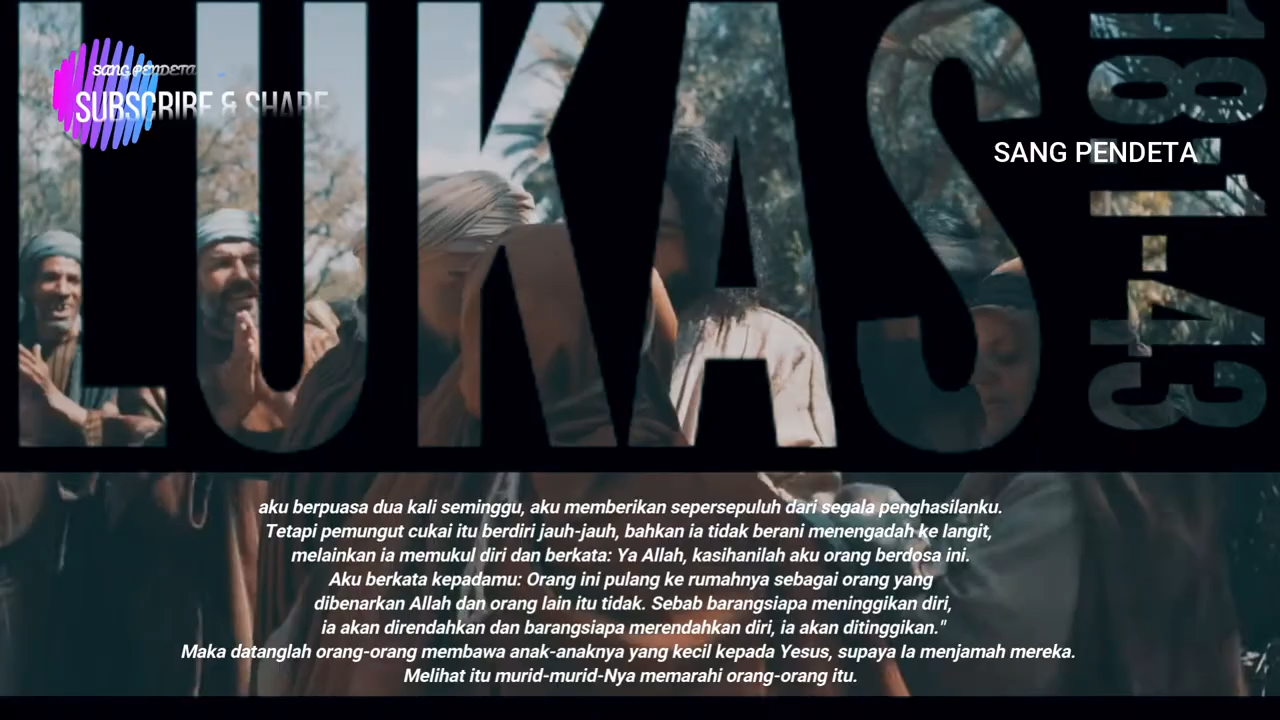 LUKAS
18:1-43
SANG PENDETA
SUBSCRIBE & SHARE
SANG PENDETA
aku berpuasa dua kali seminggu, aku memberikan sepersepuluh dari segala penghasilanku.
Tetapi pemungut cukai itu berdiri jauh-jauh, bahkan ia tidak berani menengadah ke langit,
melainkan ia memukul diri dan berkata: Ya Allah, kasihanilah aku orang berdosa ini.
Aku berkata kepadamu: Orang ini pulang ke rumahnya sebagai orang yang
dibenarkan Allah dan orang lain itu tidak. Sebab barangsiapa meninggikan diri,
ia akan direndahkan dan barangsiapa merendahkan diri, ia akan ditinggikan."
Maka datanglah orang-orang membawa anak-anaknya yang kecil kepada Yesus, supaya Ia menjamah mereka.
Melihat itu murid-murid-Nya memarahi orang-orang itu.